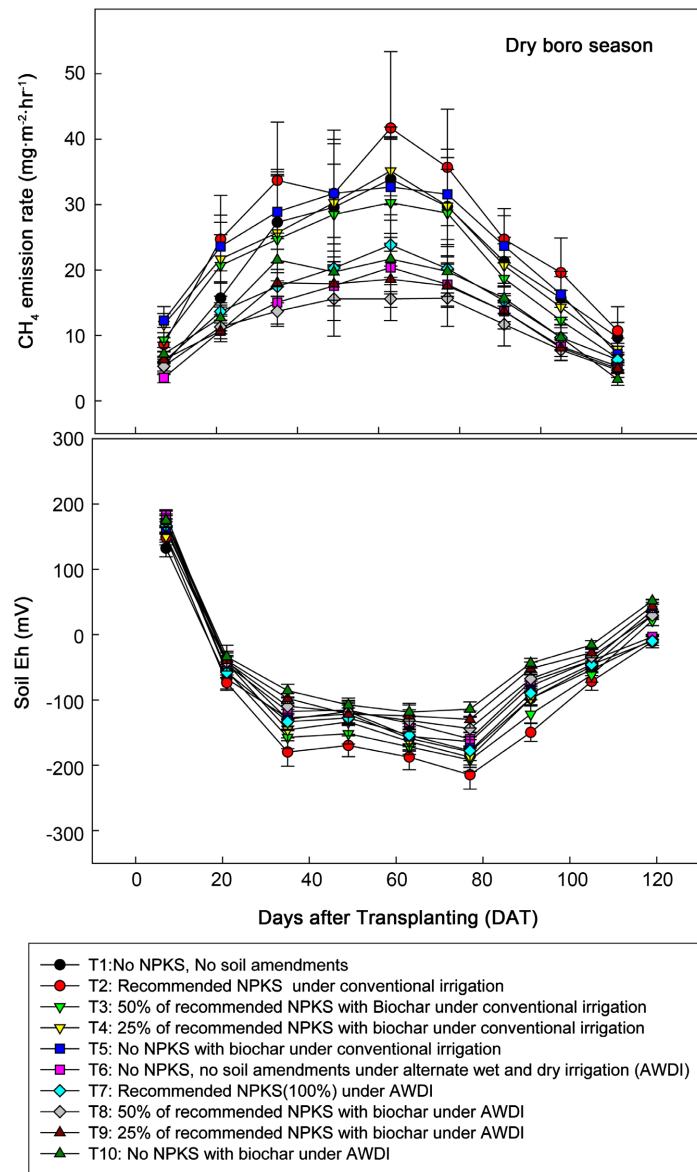 Dry boro season
CH4 emission rate (mg·m-2·hr-1)
50
40
30
20
10
0
Soil Eh (mV)
300
200
100
0
-100
-200
-300
0 20 40 60 80 100 120
Days after Transplanting (DAT)
T1:No NPKS, No soil amendments
T2: Recommended NPKS under conventional irrigation
T3: 50% of recommended NPKS with Biochar under conventional irrigation
T4: 25% of recommended NPKS with biochar under conventional irrigation
T5: No NPKS with biochar under conventional irrigation
T6: No NPKS, no soil amendments under alternate wet and dry irrigation (AWDI)
T7: Recommended NPKS(100%) under AWDI
T8: 50% of recommended NPKS with biochar under AWDI
T9: 25% of recommended NPKS with biochar under AWDI
T10: No NPKS with biochar under AWDI